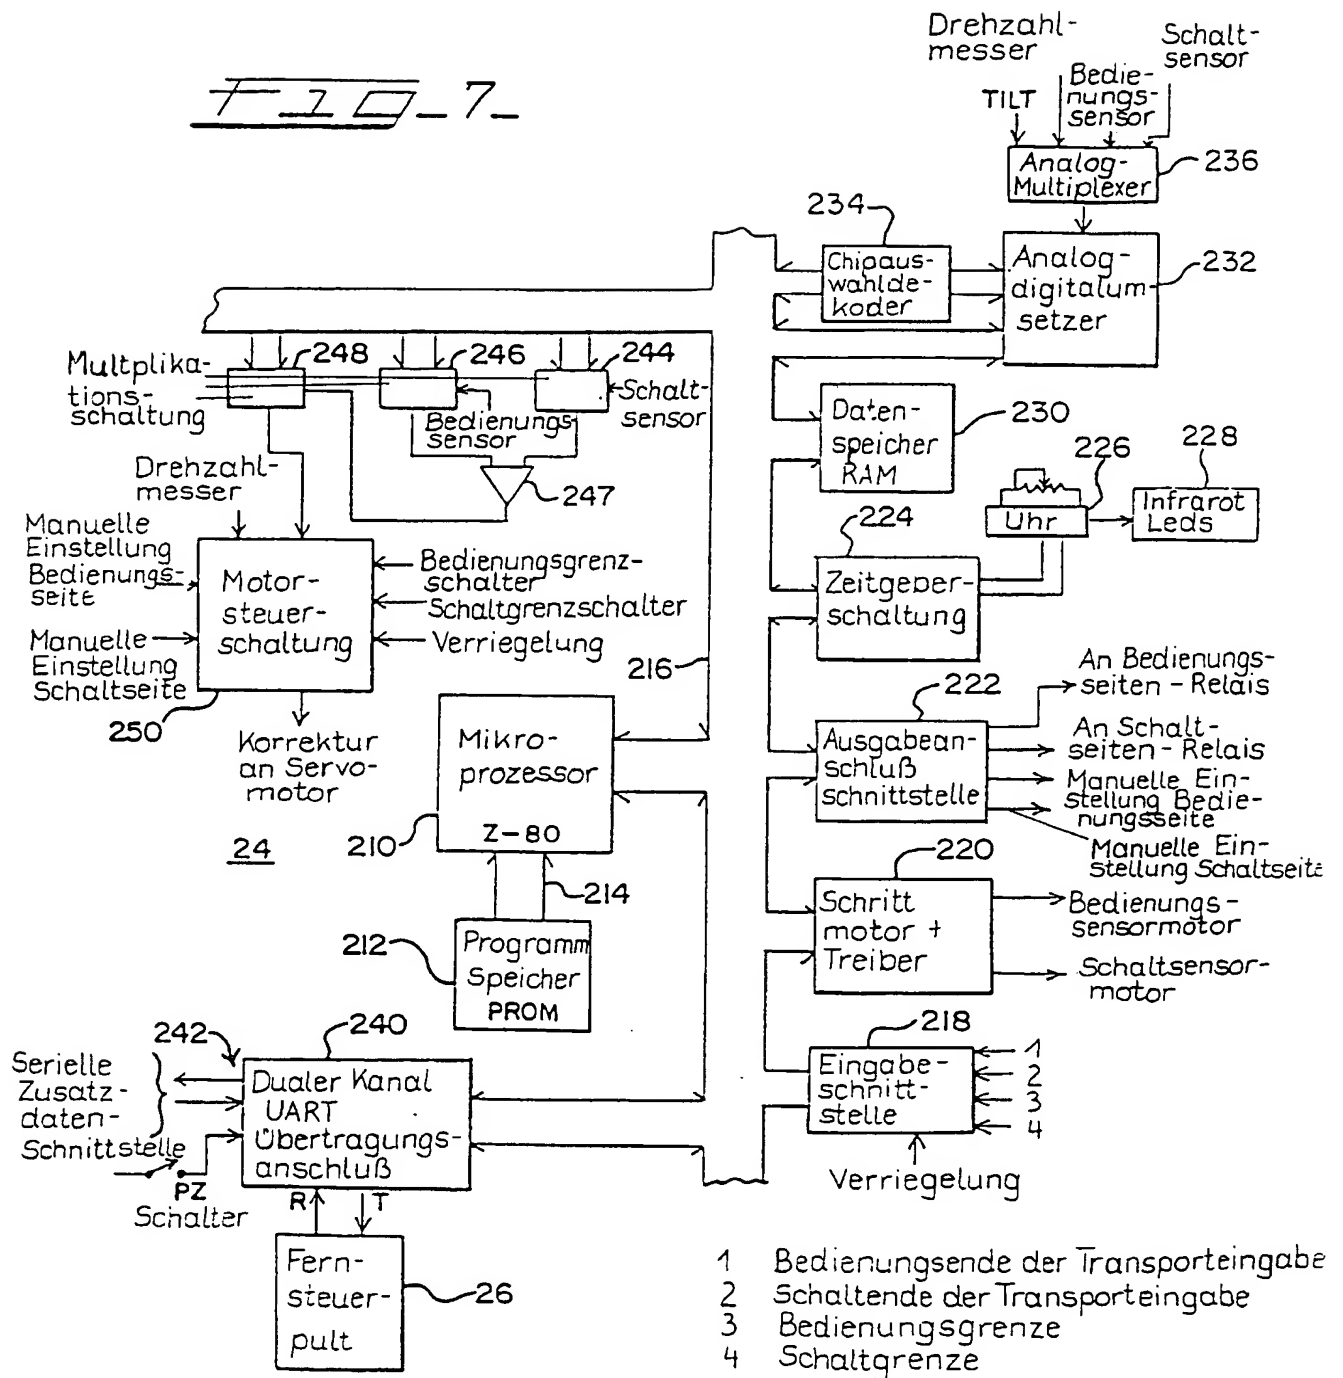 FIG_7_
Drehzahl-
messer
Schalt-
sensor
Bedie-
nungs-
sensor
TILT
Analog-
Multiplexer
236
234
Chipaus-
wahlde-
koder
Analog-
digitalum-
setzer
232
Multplika-
tions-
schaltung
248
246
244
Schalt-
sensor
Bedienungs-
sensor
247
Daten-
speicher
RAM
230
Drehzahl-
messer
Manuelle
Einstellung
Bedienungs-
seite
Manuelle
Einstellung
Schaltseite
Motor-
steuer-
schaltung
250
Bedienungsgrenz-
schalter
Schaltgrenzschalter
Verriegelung
Korrektur
an Servo-
motor
216
226
228
Uhr
Infrarot
Leds
224
Zeitgeber-
schaltung
222
Ausgabean-
schluß
schnittstelle
An Bedienungs-
seiten-Relais
An Schalt-
seiten-Relais
Manuelle Ein-
stellung Bedie-
nungsseite
Manuelle Ein-
stellung Schaltseite
Mikro-
prozessor
Z-80
210
24
214
212
Programm
Speicher
PROM
220
Schritt
motor +
Treiber
Bedienungs-
sensormotor
Schaltsensor-
motor
242
240
Serielle
Zusatz-
daten-
Schnittstelle
Dualer Kanal
UART
Übertragungs-
anschluß
PZ
Schalter
R
T
Fern-
steuer-
pult
26
218
Eingabe-
schnitt-
stelle
1
2
3
4
Verriegelung
1 Bedienungsende der Transporteingabe
2 Schaltende der Transporteingabe
3 Bedienungsgrenze
4 Schaltgrenze